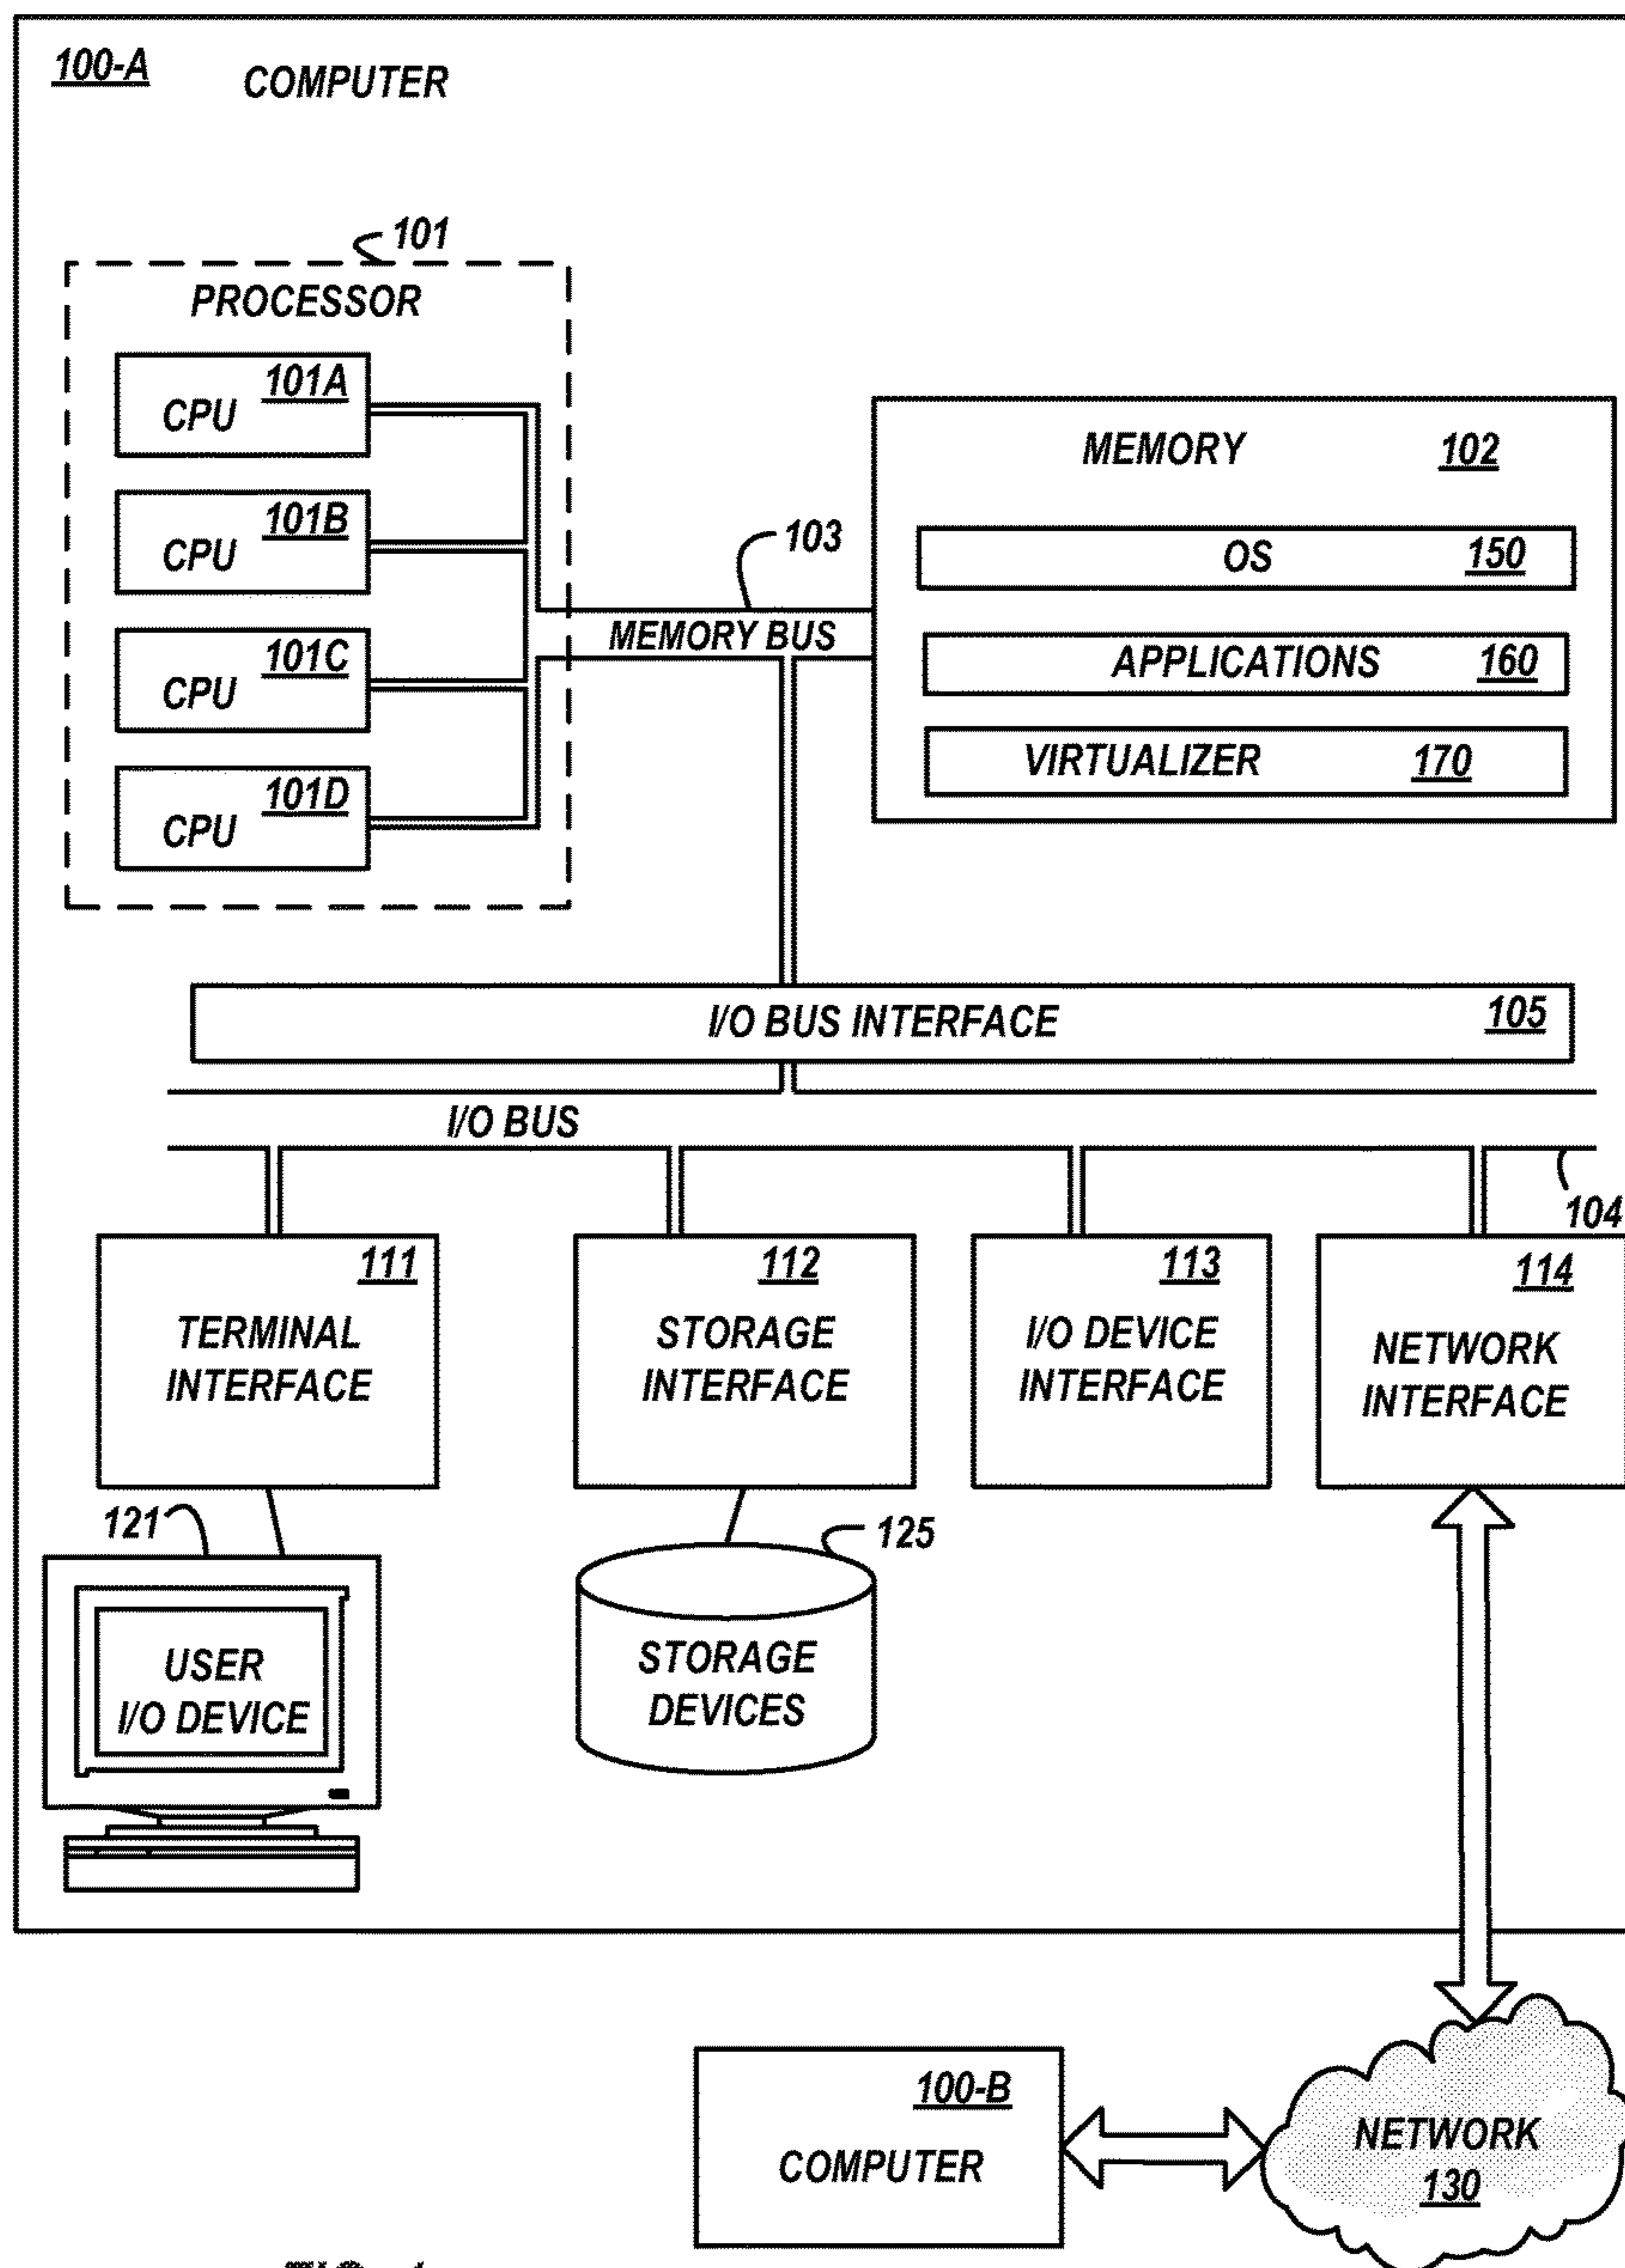 100-A COMPUTER
101
PROCESSOR
101A
CPU
101B
CPU
101C
CPU
101D
CPU
103
MEMORY BUS
MEMORY 102
OS 150
APPLICATIONS 160
VIRTUALIZER 170
I/O BUS INTERFACE 105
I/O BUS
104
111
TERMINAL
INTERFACE
112
STORAGE
INTERFACE
113
I/O DEVICE
INTERFACE
114
NETWORK
INTERFACE
121
USER
I/O DEVICE
125
STORAGE
DEVICES
100-B
COMPUTER
NETWORK
130